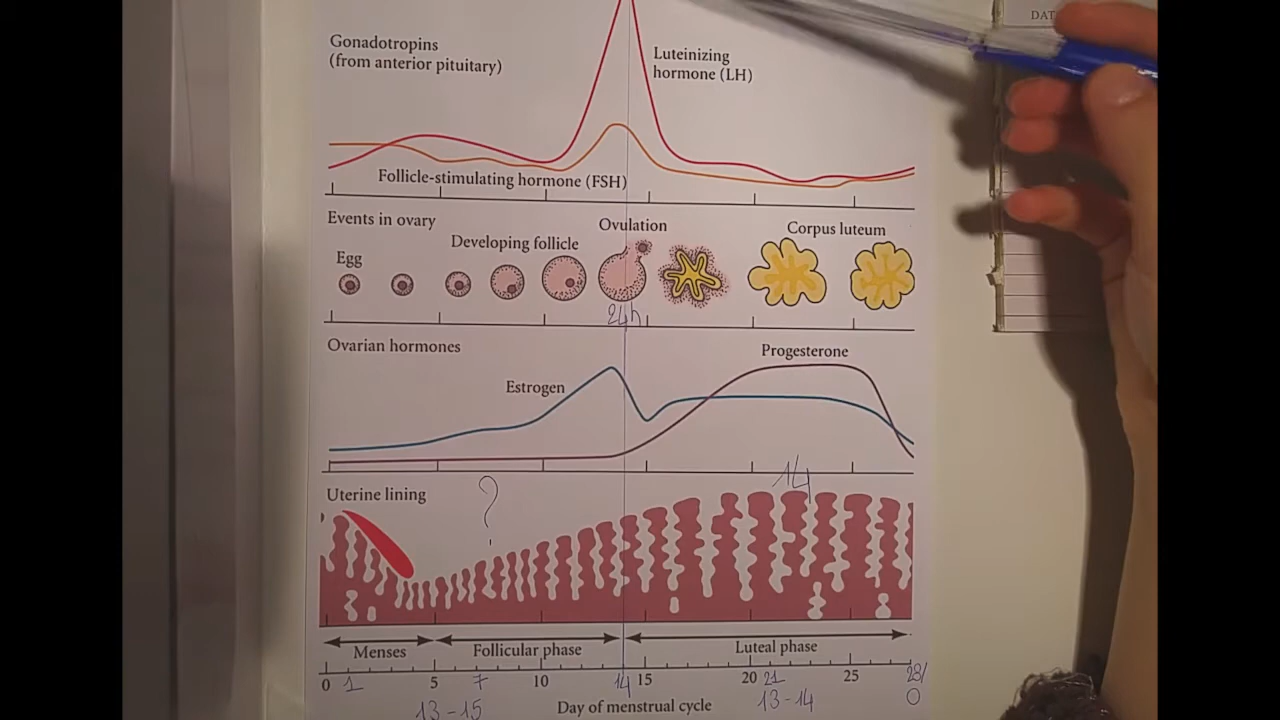 DAT
Gonadotropins
(from anterior pituitary)
Luteinizing
hormone (LH)
Follicle-stimulating hormone (FSH)
Events in ovary
Ovulation
Corpus luteum
Developing follicle
Egg
24h
Ovarian hormones
Progesterone
Estrogen
14
Uterine lining
?
Menses
Follicular phase
Luteal phase
0 1 5 7 10 14 15 20 21 25 28/
0
13-15
Day of menstrual cycle
13-14